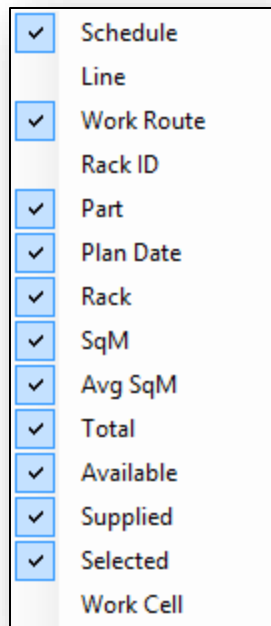 Schedule
Line
Work Route
Rack ID
Part
Plan Date
Rack
SqM
Avg SqM
Total
Available
Supplied
Selected
Work Cell